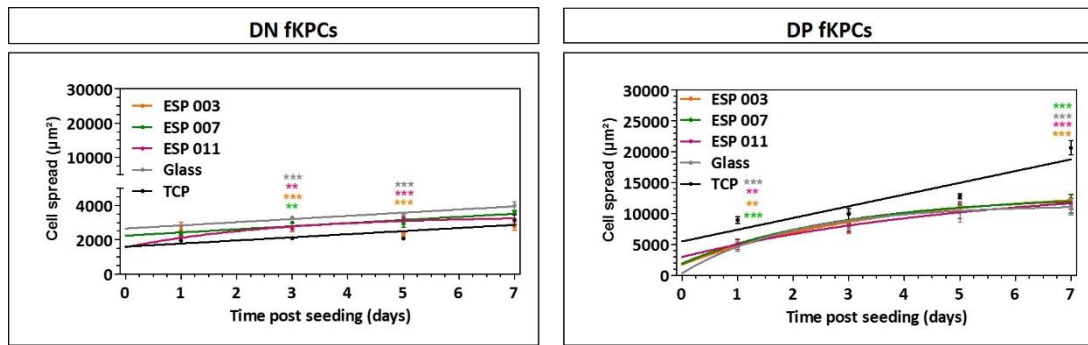 DN fKPCs
DP fKPCs
Cell spread (µm²)
30000
20000
10000
4000
2000
0
ESP 003
ESP 007
ESP 011
Glass
TCP
***
**
***
**
***
***
***
0 1 2 3 4 5 6 7
Time post seeding (days)
Cell spread (µm²)
30000
25000
20000
15000
10000
5000
0
ESP 003
ESP 007
ESP 011
Glass
TCP
***
**
**
***
***
***
***
***
0 1 2 3 4 5 6 7
Time post seeding (days)